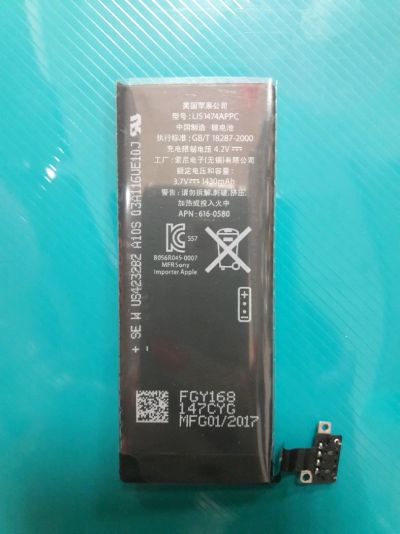 美国苹果公司
型号: LIS1474APPC
中国制造 锂电池
执行标准: GB/T 18287-2000
充电限制电压 4.2V⎓
工厂: 索尼电子(无锡)有限公司
额定电压和容量
3.7V⎓ 1430mAh
警告: 请勿拆解,刺破,挤压,
加热或投入火中
APN: 616-0580
SS7
B056R045-0007
MFR Sony
Importer Apple
+ SE W US423282 A10S 03A116UE10J
FGY168
147CYG
MFG01/2017